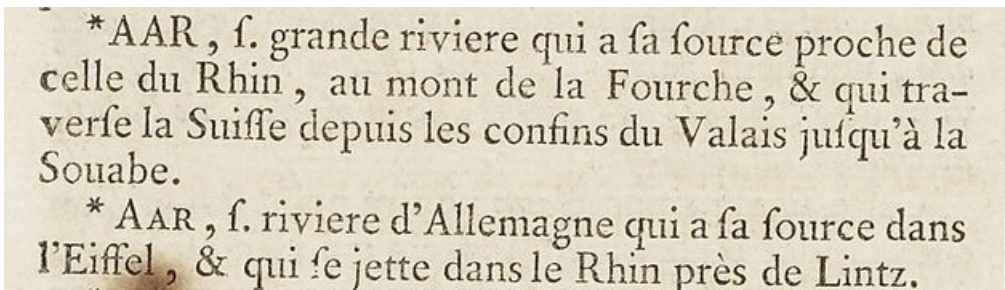 *AAR, ſ. grande riviere qui a ſa ſource proche de
celle du Rhin, au mont de la Fourche, & qui tra-
verſe la Suiſſe depuis les confins du Valais juſqu'à la
Souabe.
* AAR, ſ. riviere d'Allemagne qui a ſa ſource dans
l'Eiffel, & qui ſe jette dans le Rhin près de Lintz.